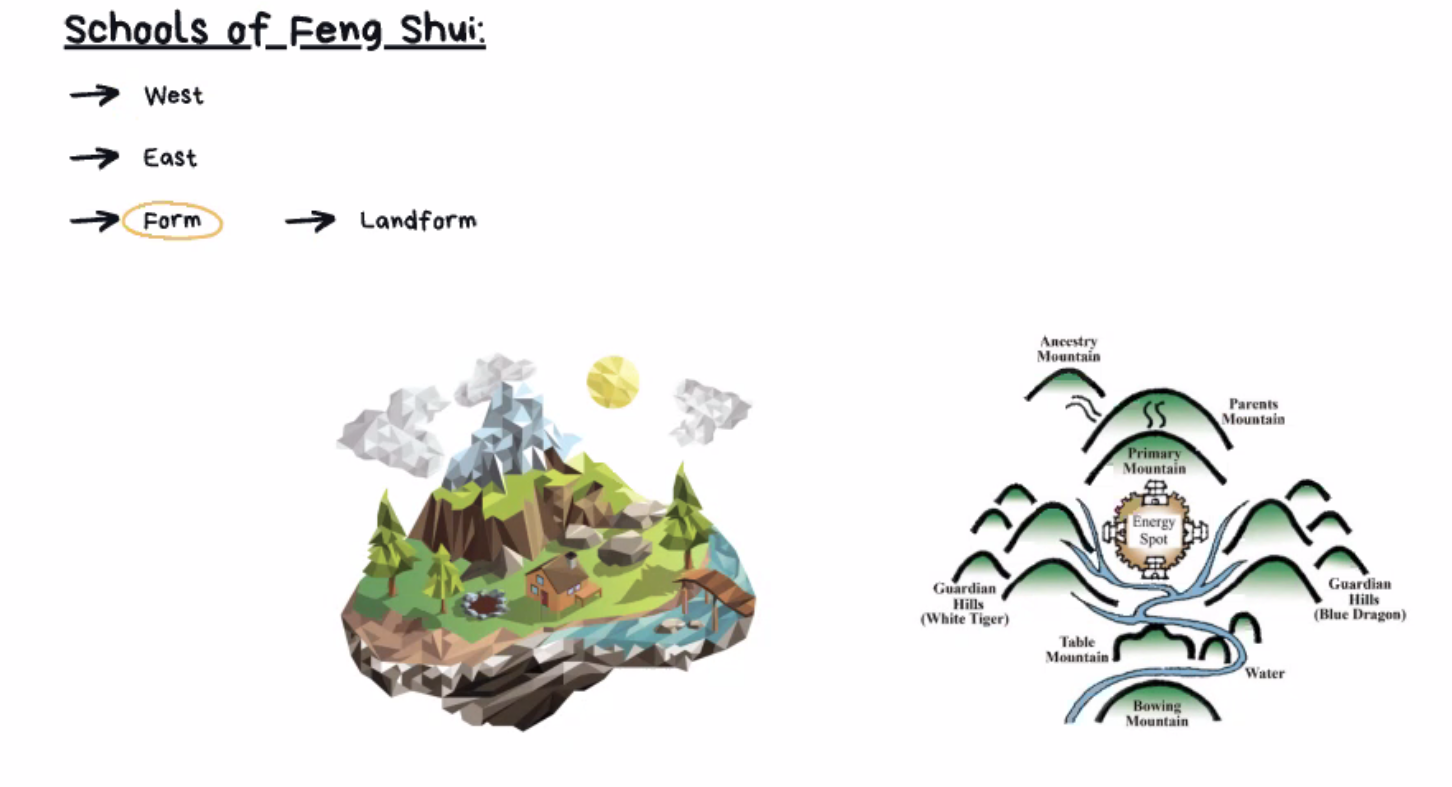 Schools of Feng Shui:
→ West
→ East
→ Form → Landform
Ancestry
Mountain
Parents
Mountain
Primary
Mountain
Energy
Spot
Guardian
Hills
(White Tiger)
Guardian
Hills
(Blue Dragon)
Table
Mountain
Water
Bowing
Mountain